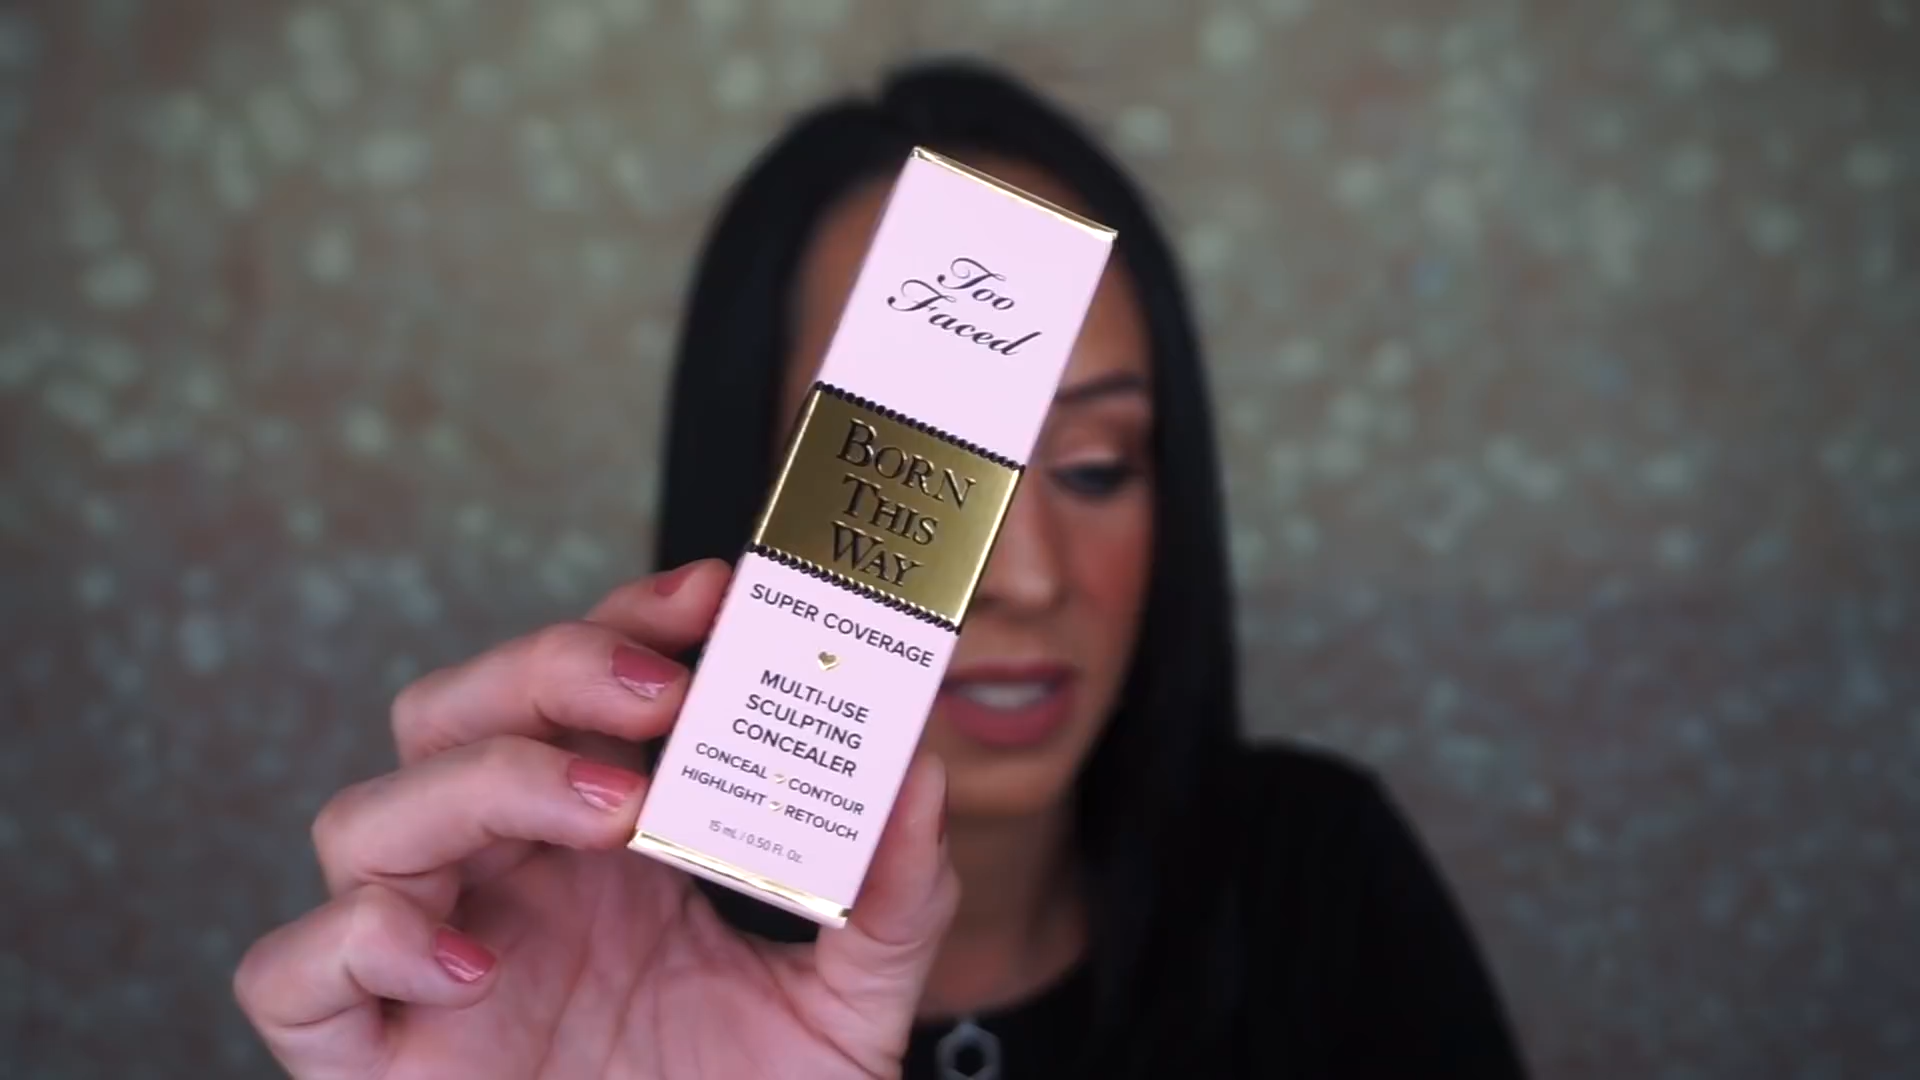 Too
Faced
BORN
THIS
WAY
SUPER COVERAGE
MULTI-USE
SCULPTING
CONCEALER
CONCEAL CONTOUR
HIGHLIGHT RETOUCH
15 mL / 0.50 Fl. Oz.